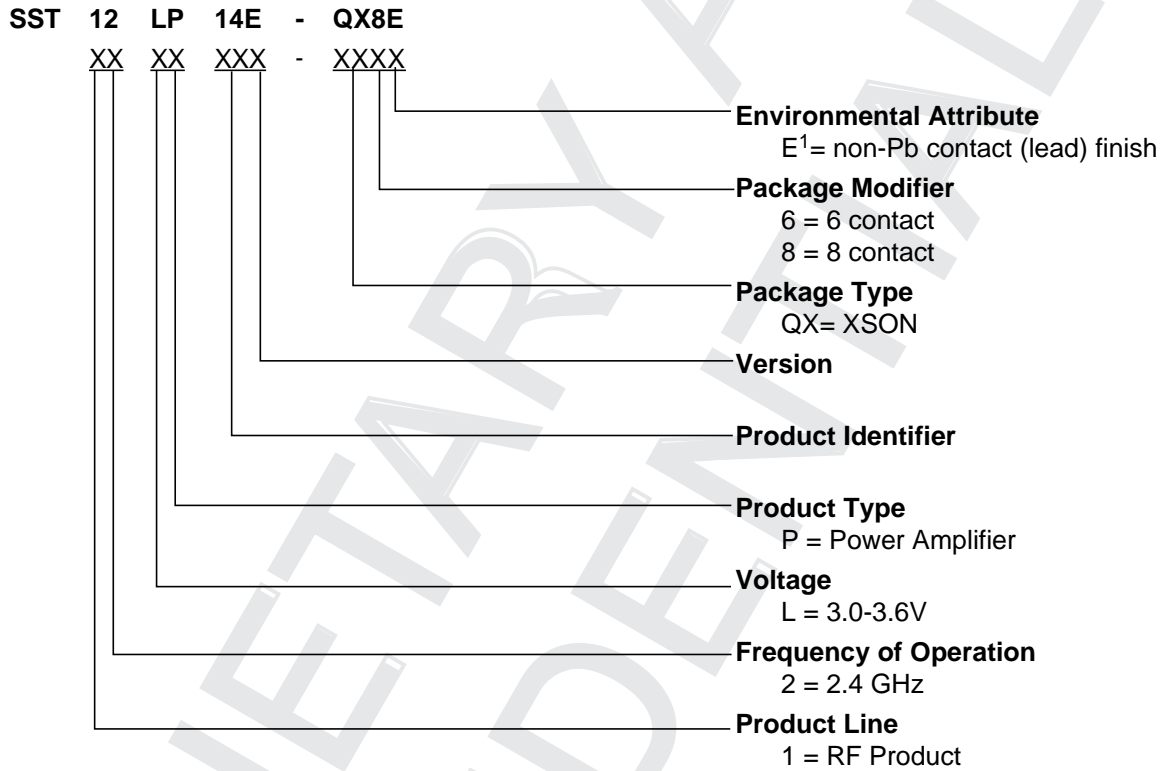 SST 12 LP 14E - QX8E
XX XX XXX - XXXX
Environmental Attribute
E1= non-Pb contact (lead) finish
Package Modifier
6 = 6 contact
8 = 8 contact
Package Type
QX= XSON
Version
Product Identifier
Product Type
P = Power Amplifier
Voltage
L = 3.0-3.6V
Frequency of Operation
2 = 2.4 GHz
Product Line
1 = RF Product